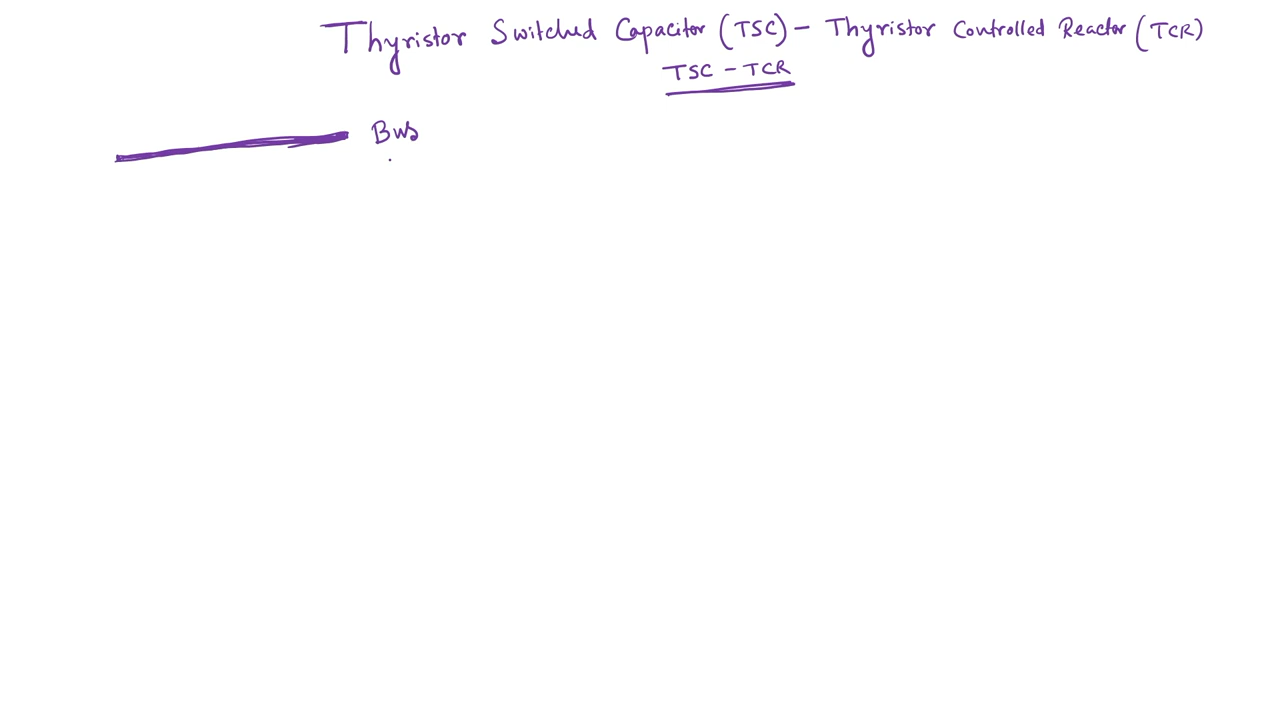 Thyristor Switched Capacitor (TSC) - Thyristor Controlled Reactor (TCR)
TSC - TCR
Bus